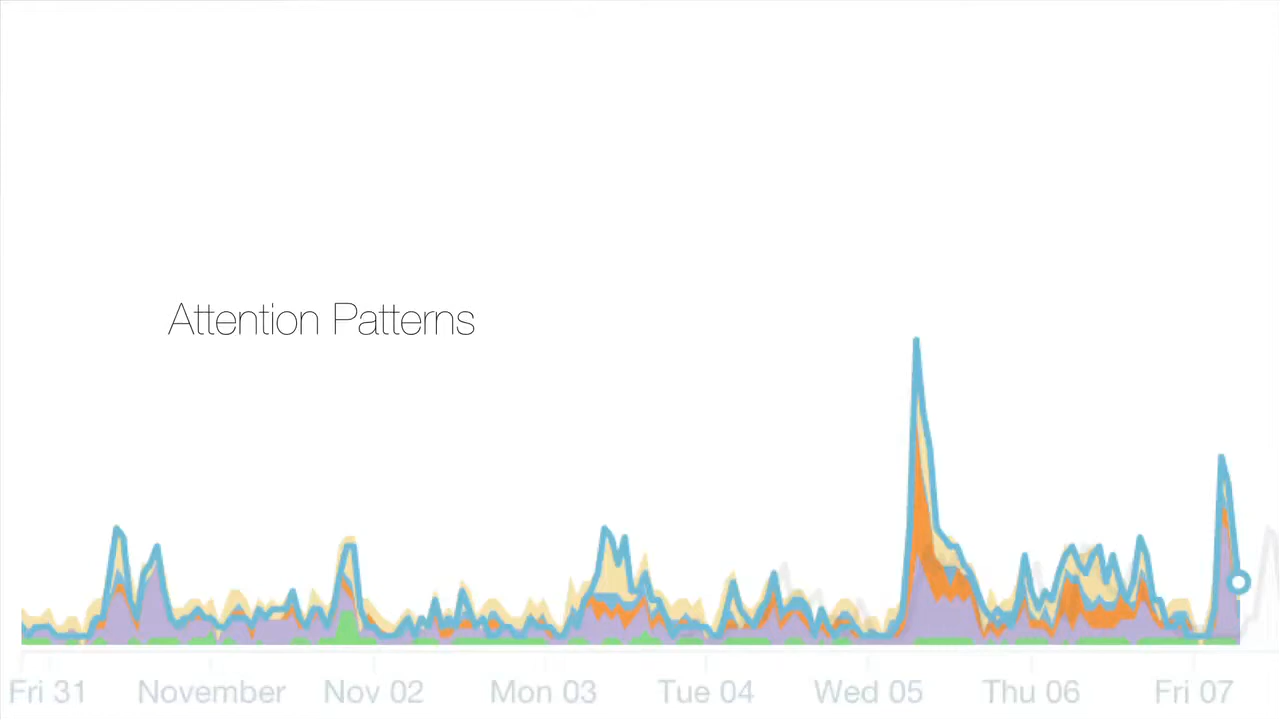 Attention Patterns
Fri 31 November Nov 02 Mon 03 Tue 04 Wed 05 Thu 06 Fri 07